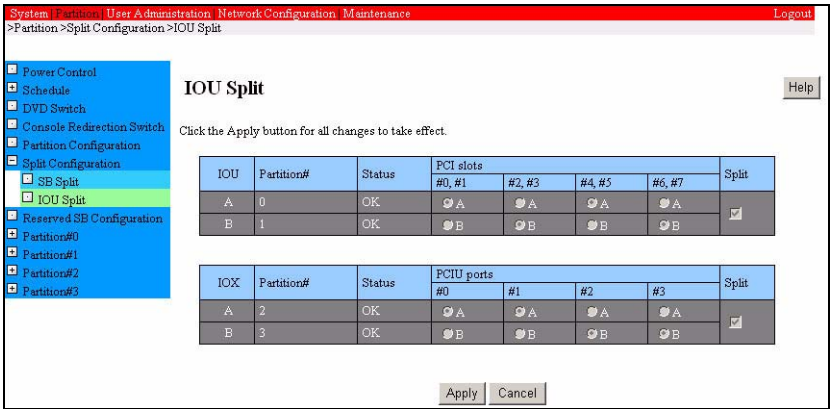 System | Partition | User Administration | Network Configuration | Maintenance Logout
>Partition >Split Configuration >IOU Split
Power Control
Schedule
DVD Switch
Console Redirection Switch
Partition Configuration
Split Configuration
SB Split
IOU Split
Reserved SB Configuration
Partition#0
Partition#1
Partition#2
Partition#3
IOU Split
Help
Click the Apply button for all changes to take effect.
IOU Partition# Status PCI slots Split
#0, #1 #2, #3 #4, #5 #6, #7
A 0 OK A A A A
B 1 OK B B B B
IOX Partition# Status PCIU ports Split
#0 #1 #2 #3
A 2 OK A A A A
B 3 OK B B B B
Apply Cancel